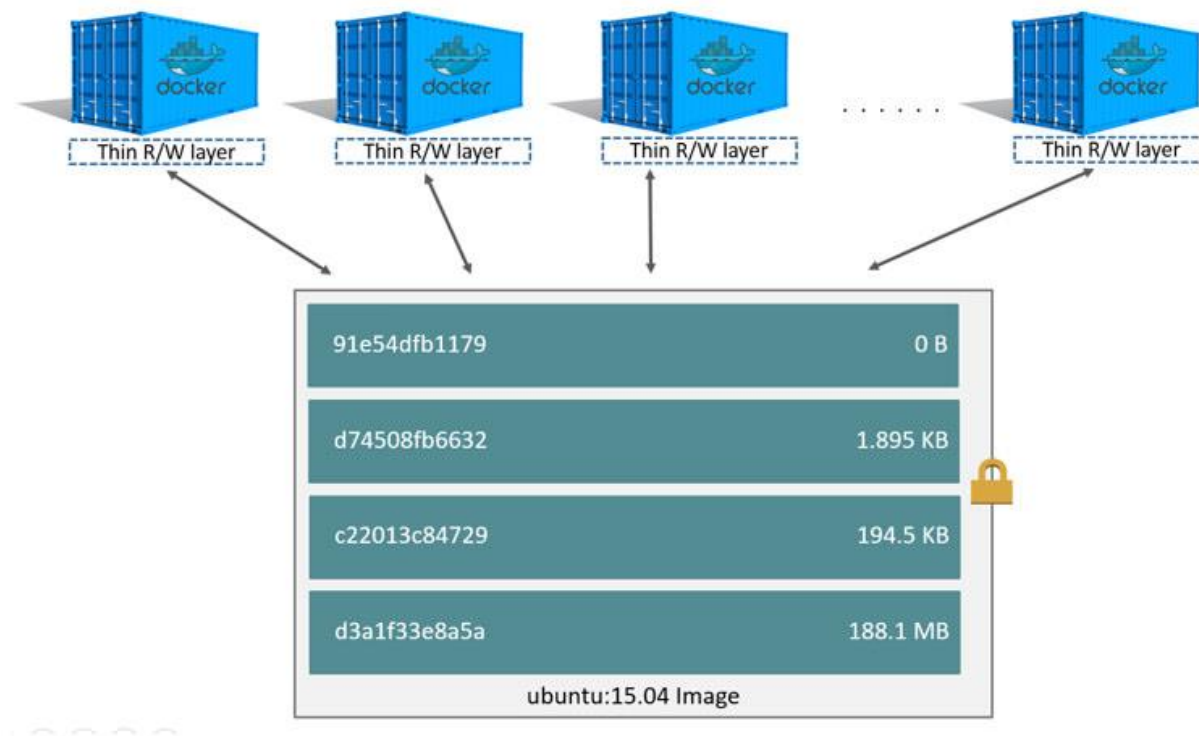 docker docker docker docker
. . . . . .
Thin R/W layer Thin R/W layer Thin R/W layer Thin R/W layer
91e54dfb1179 0 B
d74508fb6632 1.895 KB
c22013c84729 194.5 KB
d3a1f33e8a5a 188.1 MB
ubuntu:15.04 Image